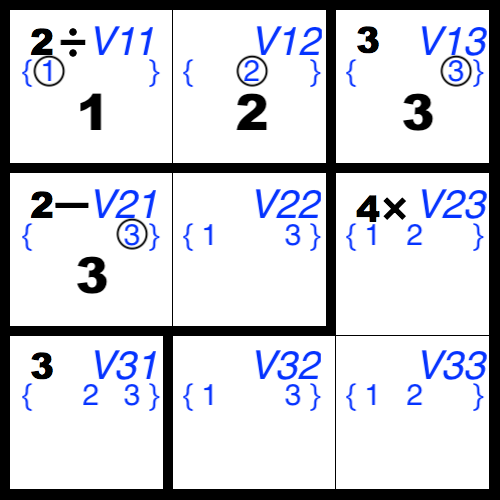 2÷ V11 V12 3 V13
{ 1 } { 2 } { 3 }
1 2 3
2− V21 V22 4× V23
{ 3 } { 1 3 } { 1 2 }
3
3 V31 V32 V33
{ 2 3 } { 1 3 } { 1 2 }